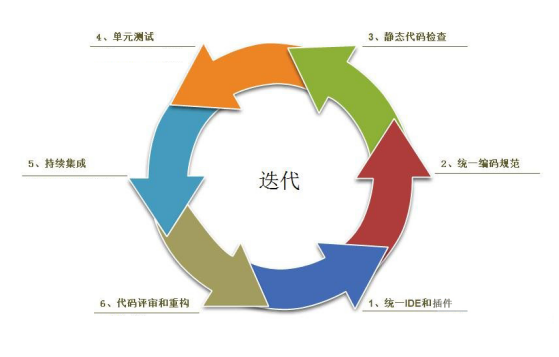 4、单元测试
3、静态代码检查
5、持续集成
迭代
2、统一编码规范
6、代码评审和重构
1、统一IDE和插件